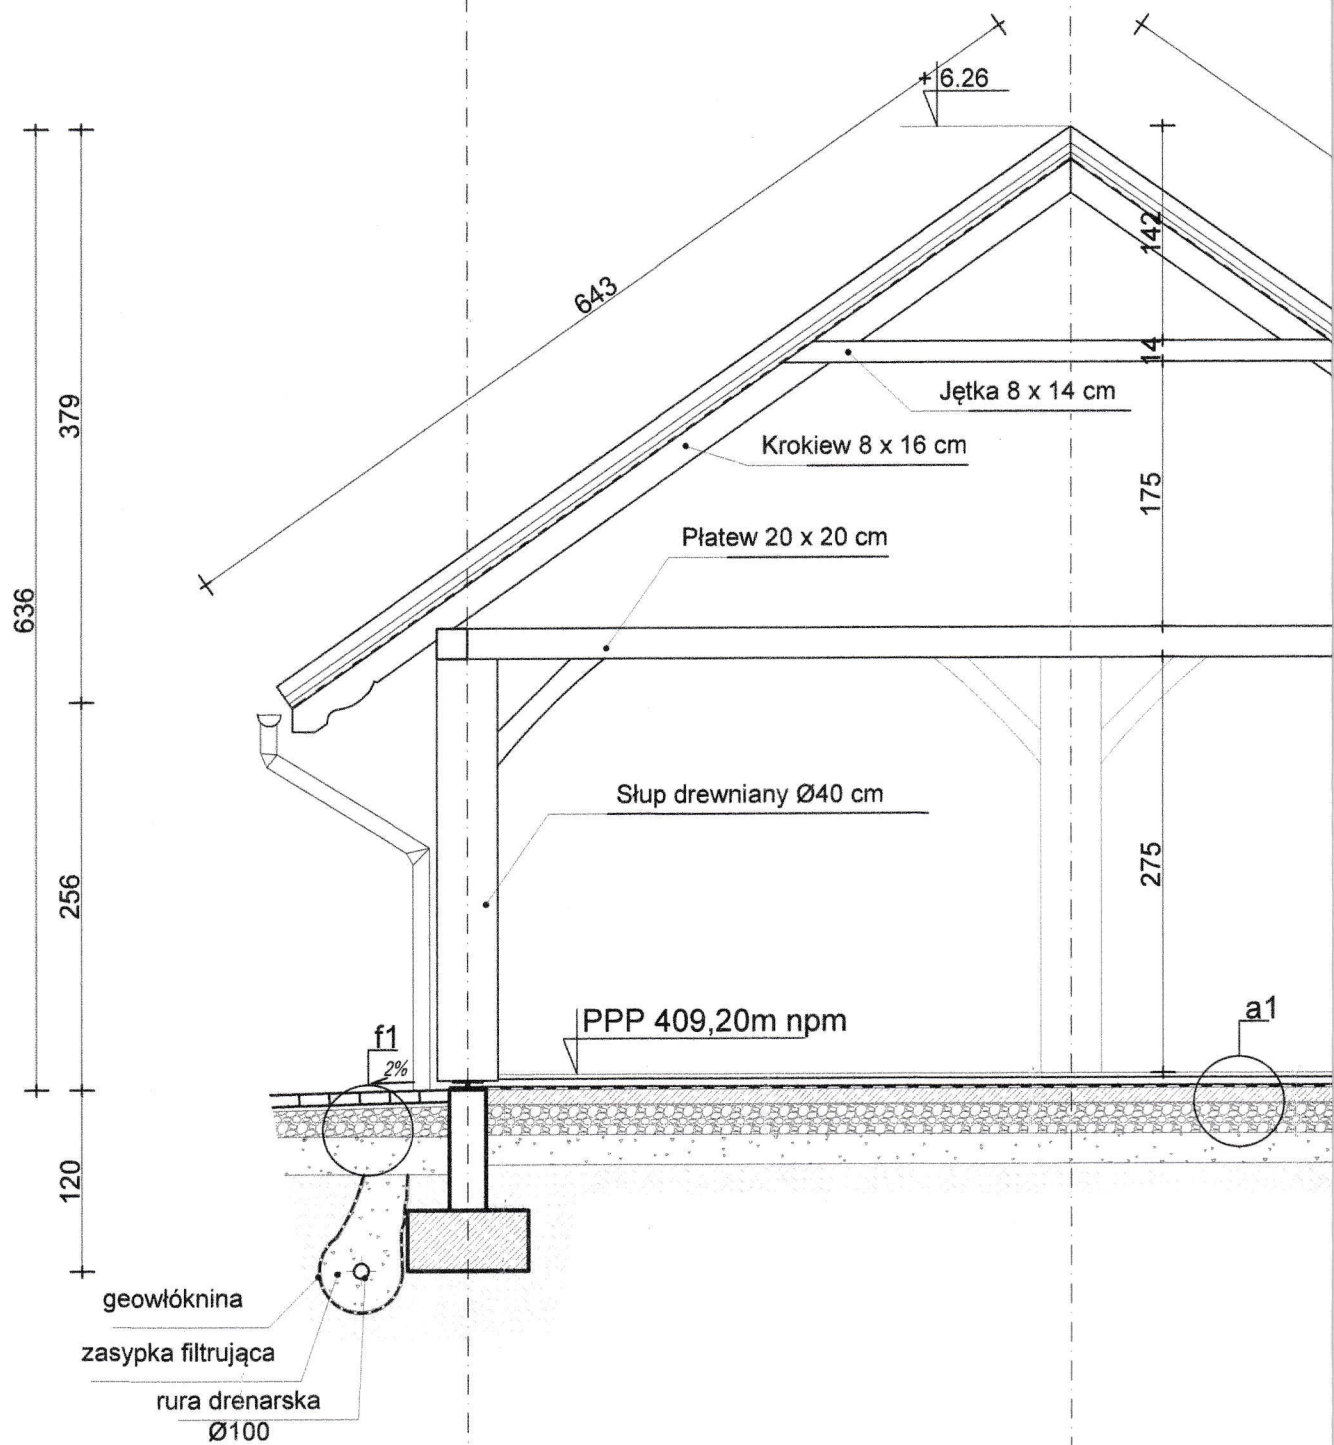 + 6.26
142
643
14
Jętka 8 x 14 cm
379
Krokiew 8 x 16 cm
175
Płatew 20 x 20 cm
636
Słup drewniany Ø40 cm
275
256
a1
PPP 409,20m npm
f1
2%
120
geowłóknina
zasypka filtrująca
rura drenarska
Ø100